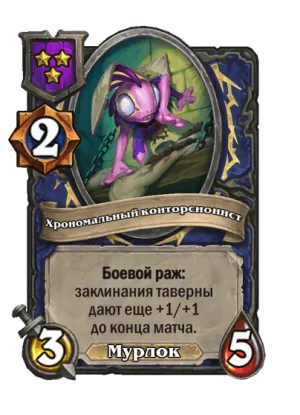 2
Хрономальный конторсионист
Боевой раж:
заклинания таверны
дают еще +1/+1
до конца матча.
3
Мурлок
5